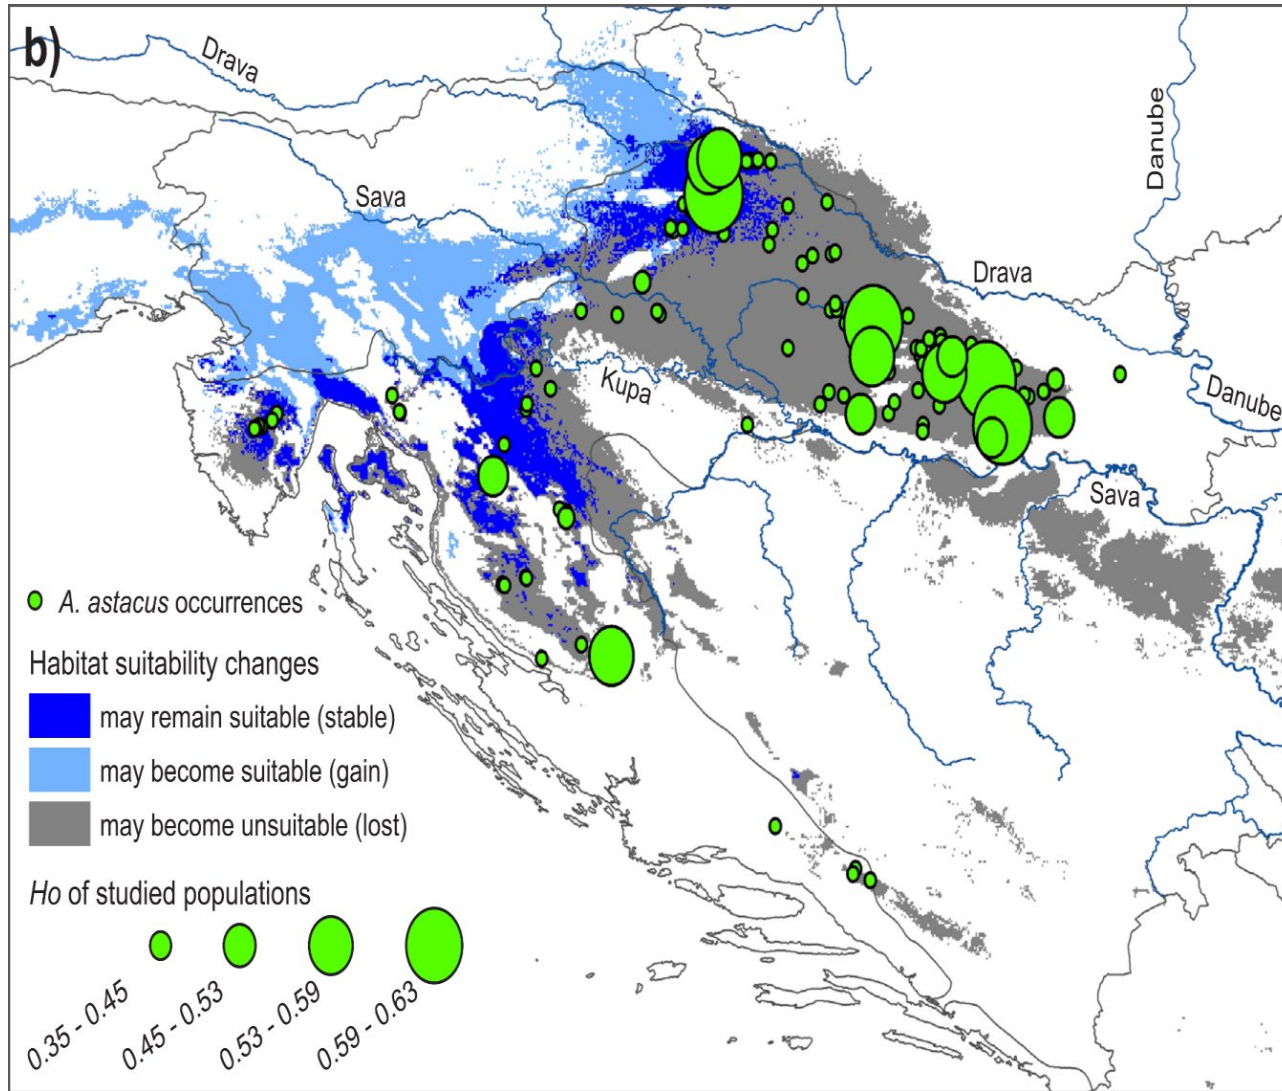 b)
Drava
Danube
Sava
Drava
Kupa
Danube
Sava
A. astacus occurrences
Habitat suitability changes
may remain suitable (stable)
may become suitable (gain)
may become unsuitable (lost)
Ho of studied populations
0.35 - 0.45
0.45 - 0.53
0.53 - 0.59
0.59 - 0.63